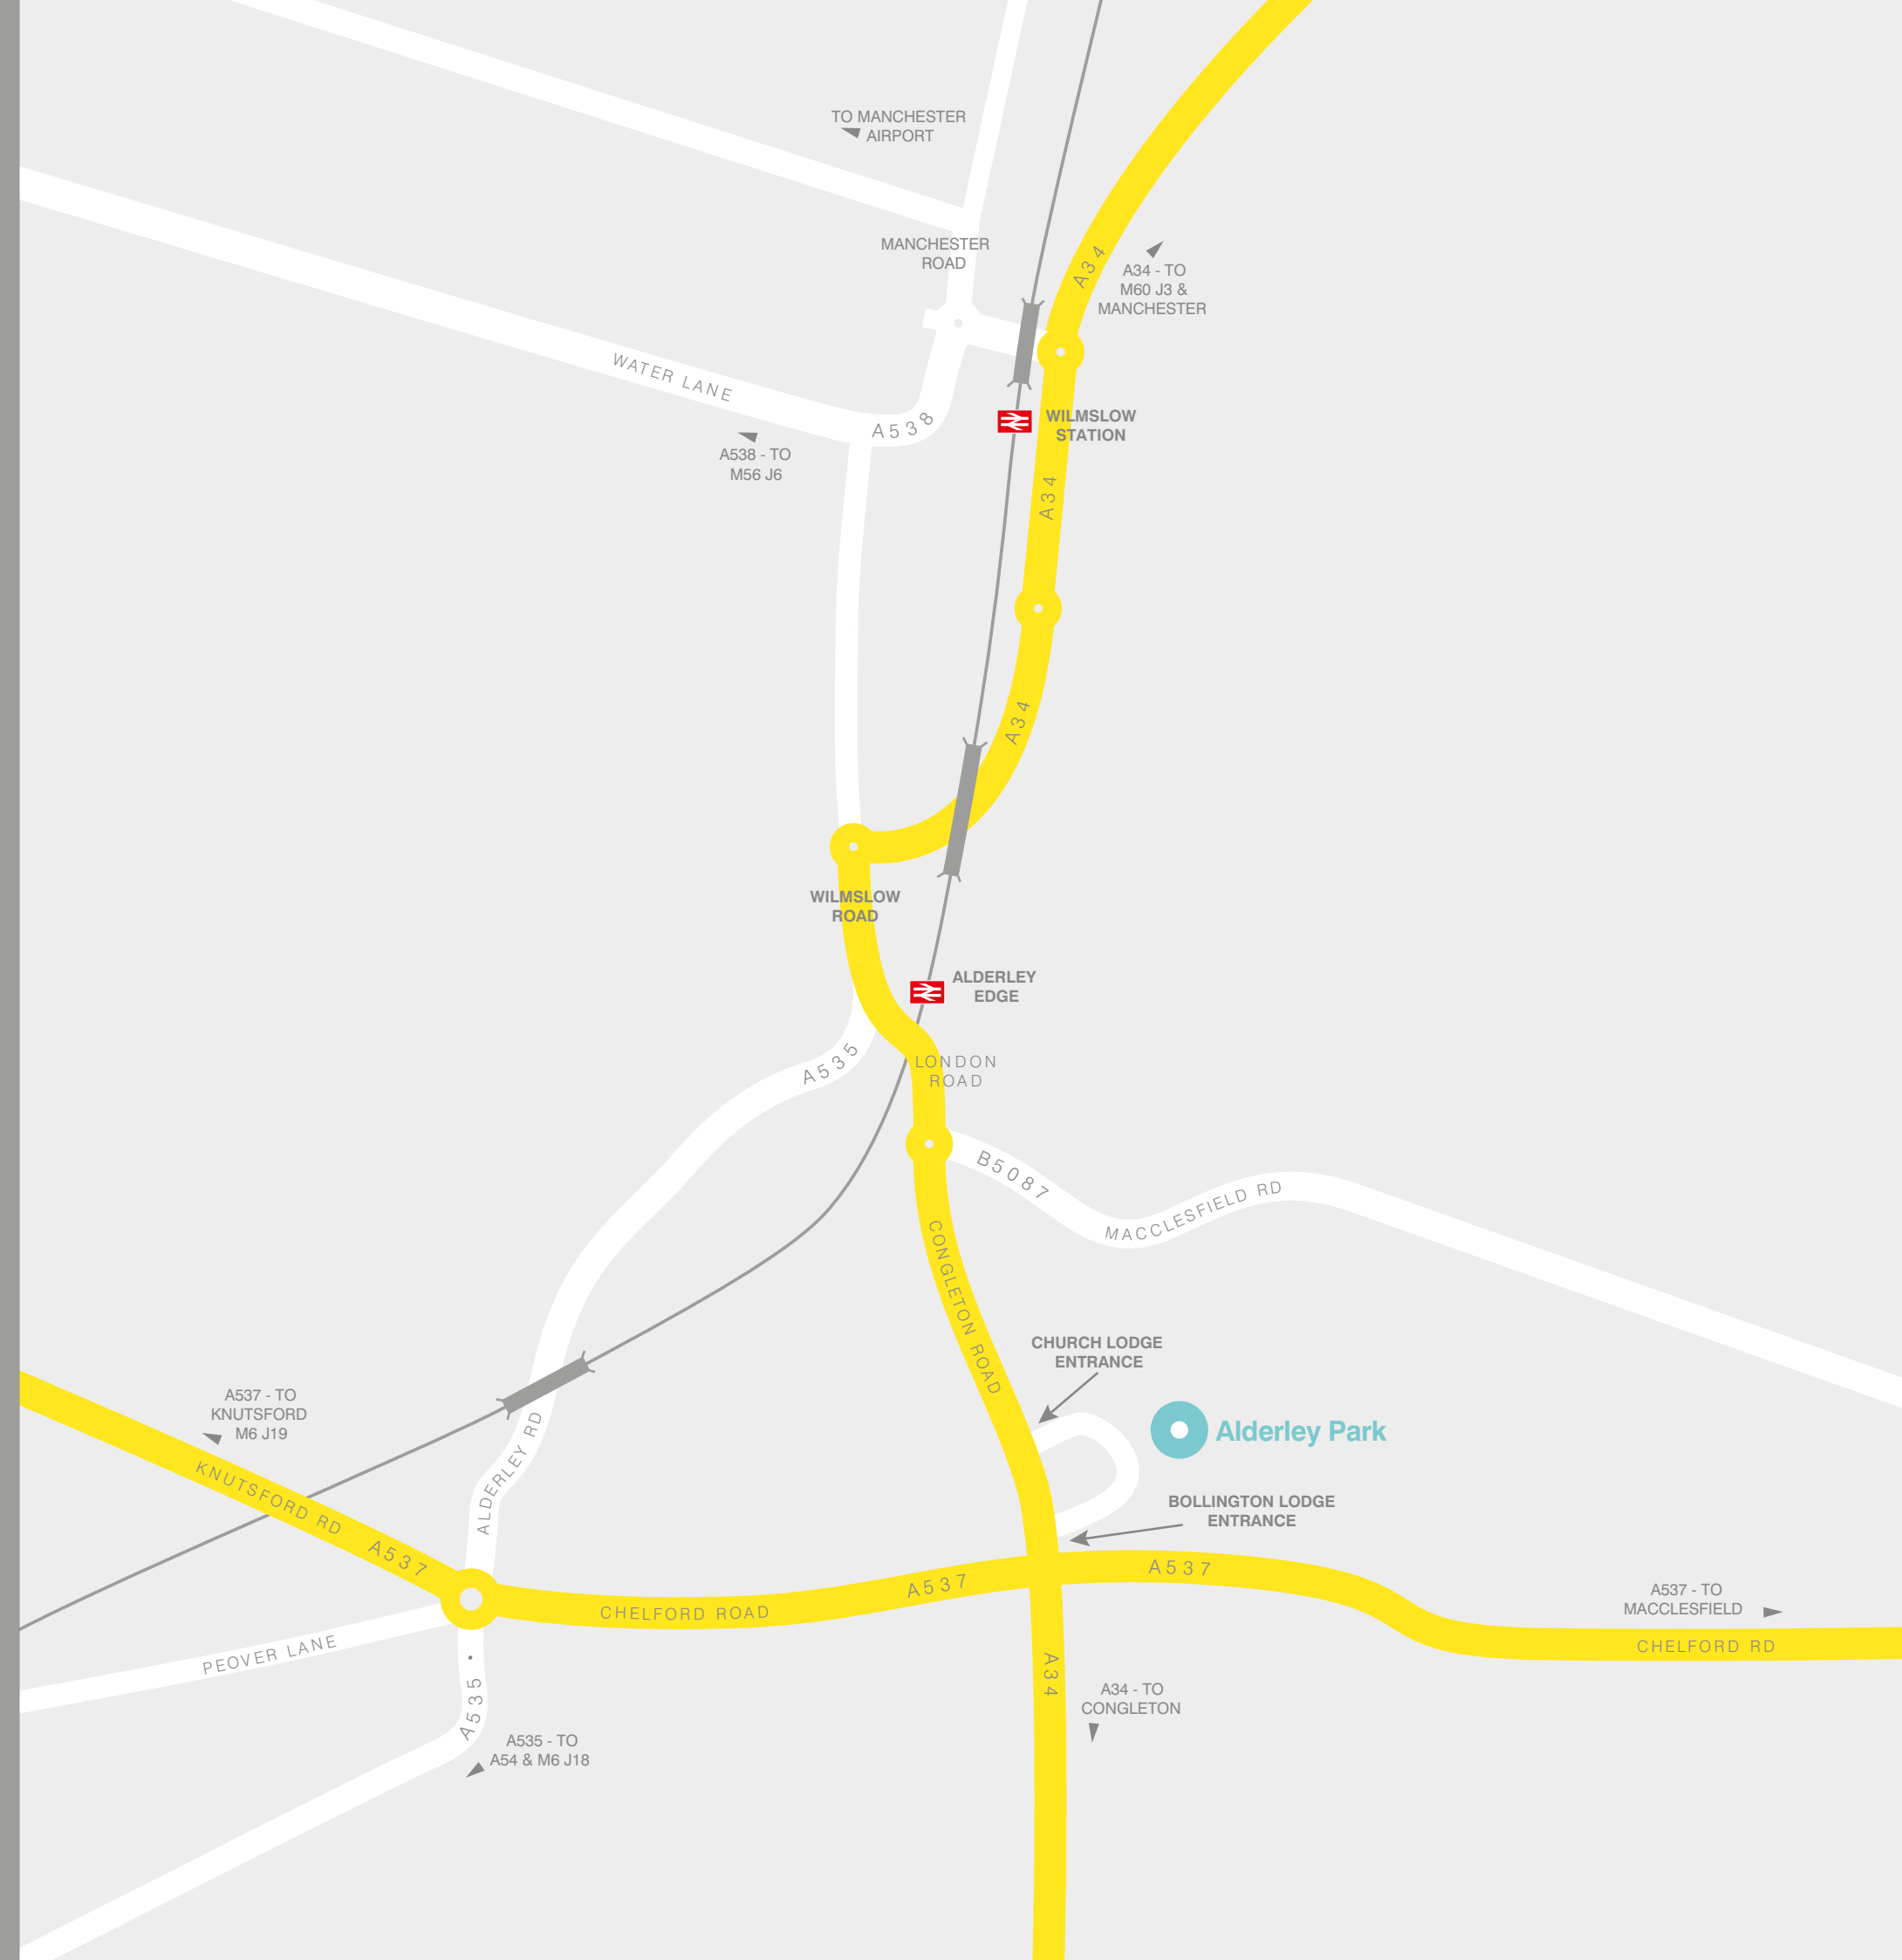 TO MANCHESTER
AIRPORT
MANCHESTER
ROAD
A34
A34 - TO
M60 J3 &
MANCHESTER
WATER LANE
A538
WILMSLOW
STATION
A538 - TO
M56 J6
A34
A34
WILMSLOW
ROAD
ALDERLEY
EDGE
A535
LONDON
ROAD
B5087
MACCLESFIELD RD
CONGLETON ROAD
CHURCH LODGE
ENTRANCE
A537 - TO
KNUTSFORD
M6 J19
Alderley Park
ALDERLEY RD
KNUTSFORD RD
BOLLINGTON LODGE
ENTRANCE
A537
A537
A537
CHELFORD ROAD
A537 - TO
MACCLESFIELD
CHELFORD RD
PEOVER LANE
A34
A535
A34 - TO
CONGLETON
A535 - TO
A54 & M6 J18